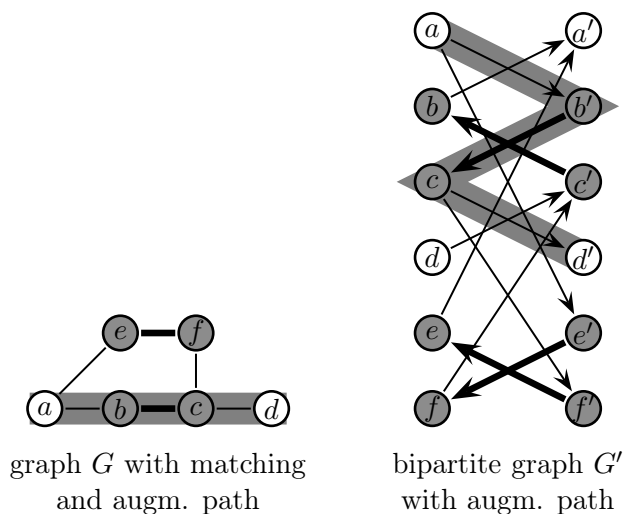 a a′
b b′
c c′
d d′
e f e e′
a b c d f f′
graph G with matching bipartite graph G′
and augm. path with augm. path